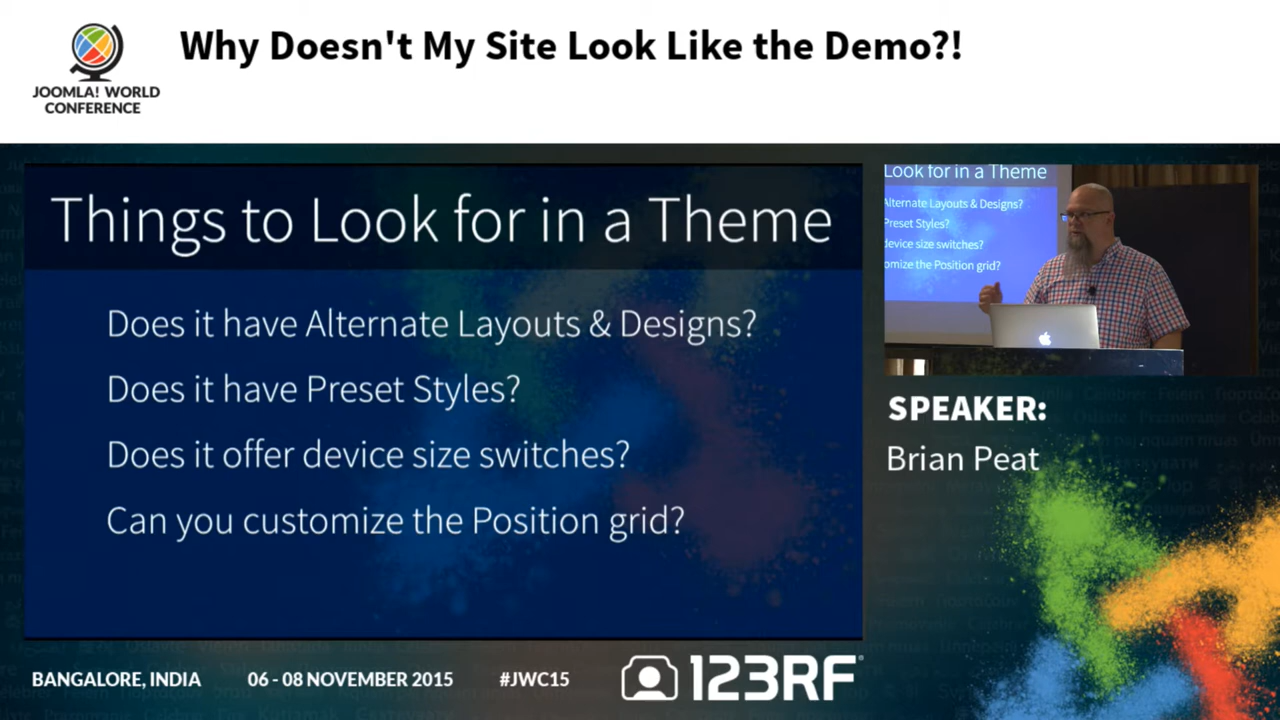 Why Doesn't My Site Look Like the Demo?!
JOOMLA! WORLD
CONFERENCE
Things to Look for in a Theme
Does it have Alternate Layouts & Designs?
Does it have Preset Styles?
Does it offer device size switches?
Can you customize the Position grid?
Look for in a Theme
Alternate Layouts & Designs?
Preset Styles?
device size switches?
omize the Position grid?
SPEAKER:
Brian Peat
BANGALORE, INDIA
06 - 08 NOVEMBER 2015
#JWC15
123RF